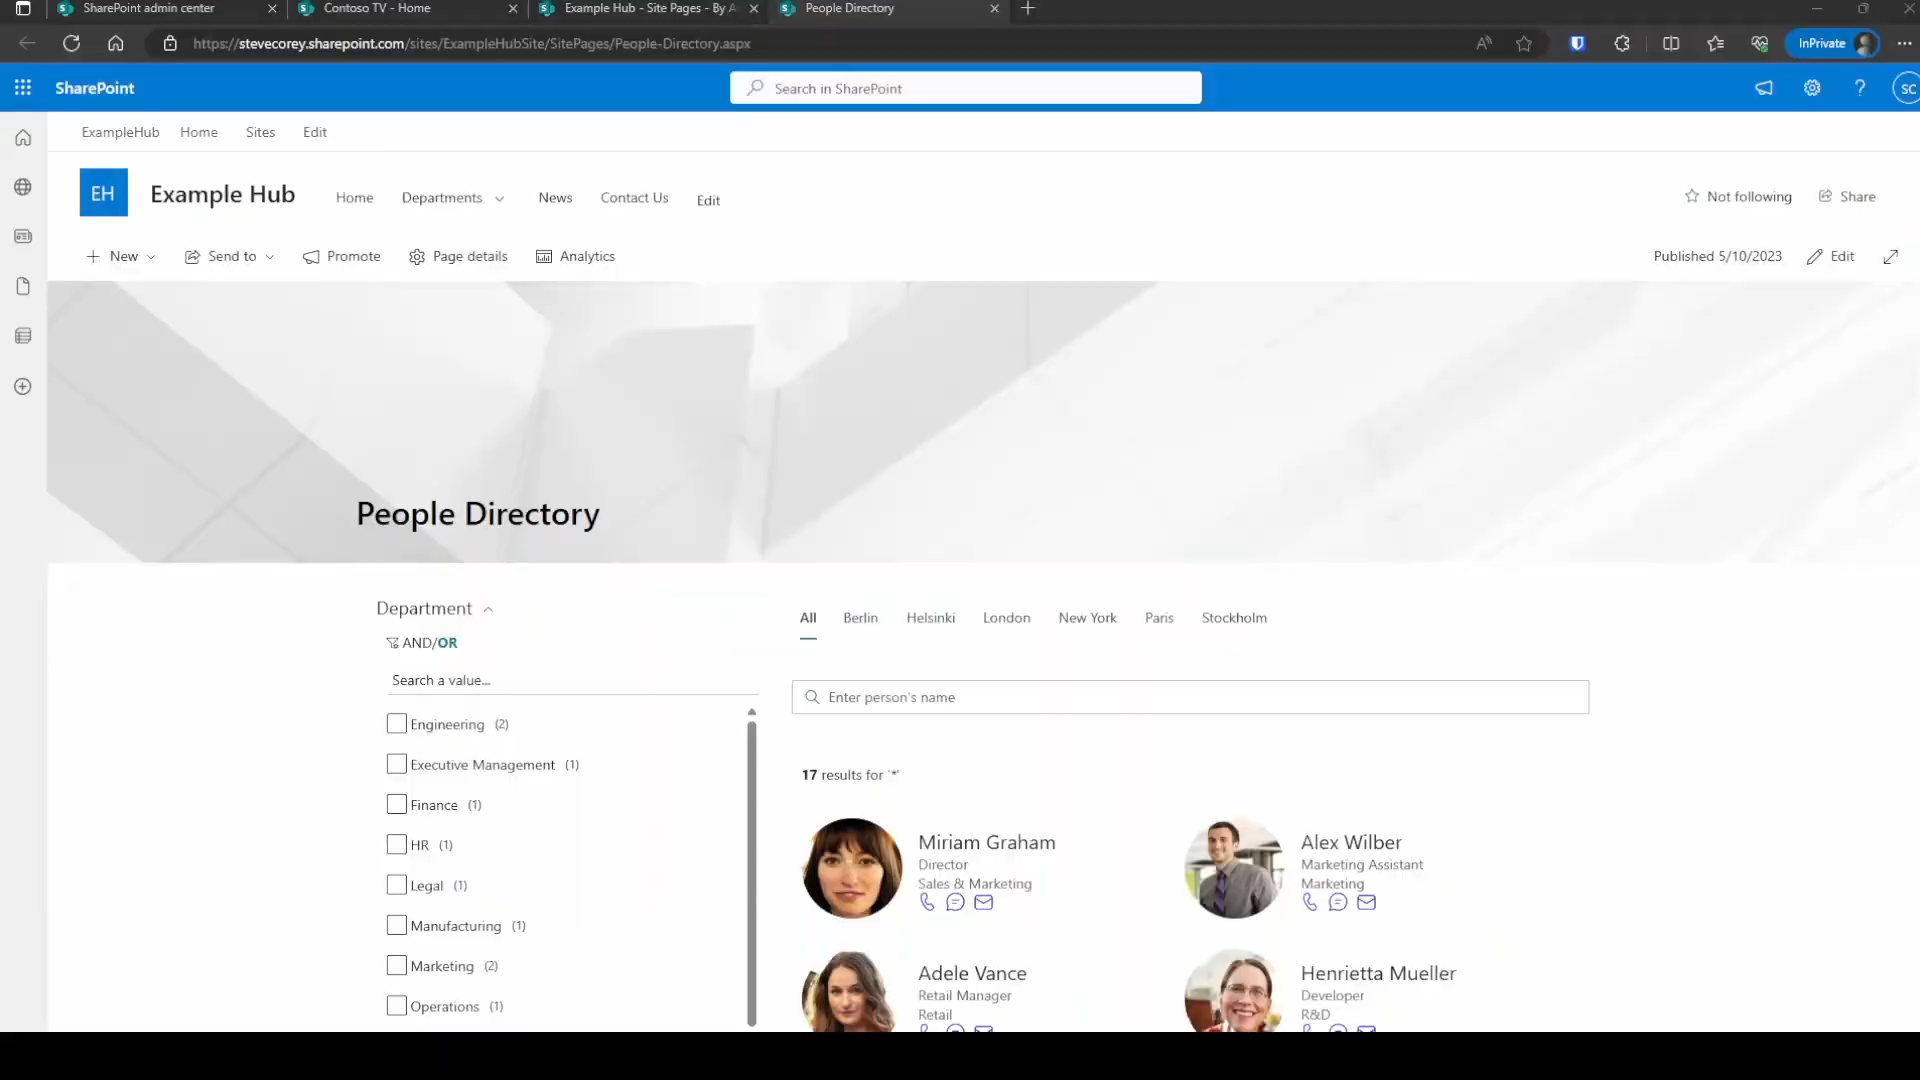 SharePoint admin center
Contoso TV - Home
Example Hub - Site Pages - By A
People Directory
https://stevecorey.sharepoint.com/sites/ExampleHubSite/SitePages/People-Directory.aspx
InPrivate
SharePoint
Search in SharePoint
SC
ExampleHub Home Sites Edit
EH
Example Hub
Home Departments News Contact Us Edit
Not following Share
New Send to Promote Page details Analytics
Published 5/10/2023 Edit
People Directory
Department
AND/OR
Search a value...
Engineering (2)
Executive Management (1)
Finance (1)
HR (1)
Legal (1)
Manufacturing (1)
Marketing (2)
Operations (1)
All Berlin Helsinki London New York Paris Stockholm
Enter person's name
17 results for '*'
Miriam Graham
Director
Sales & Marketing
Alex Wilber
Marketing Assistant
Marketing
Adele Vance
Retail Manager
Retail
Henrietta Mueller
Developer
R&D